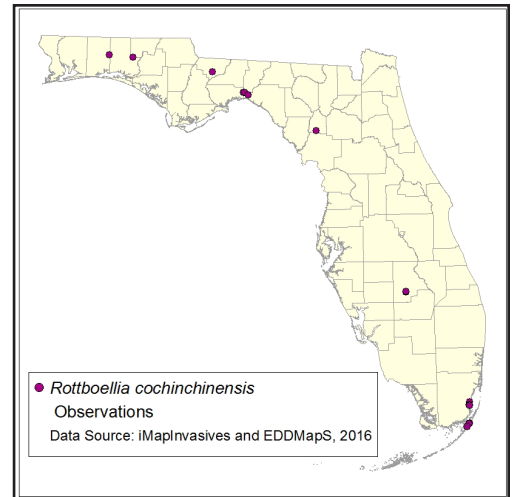 Rottboellia cochinchinensis
Observations
Data Source: iMapInvasives and EDDMapS, 2016